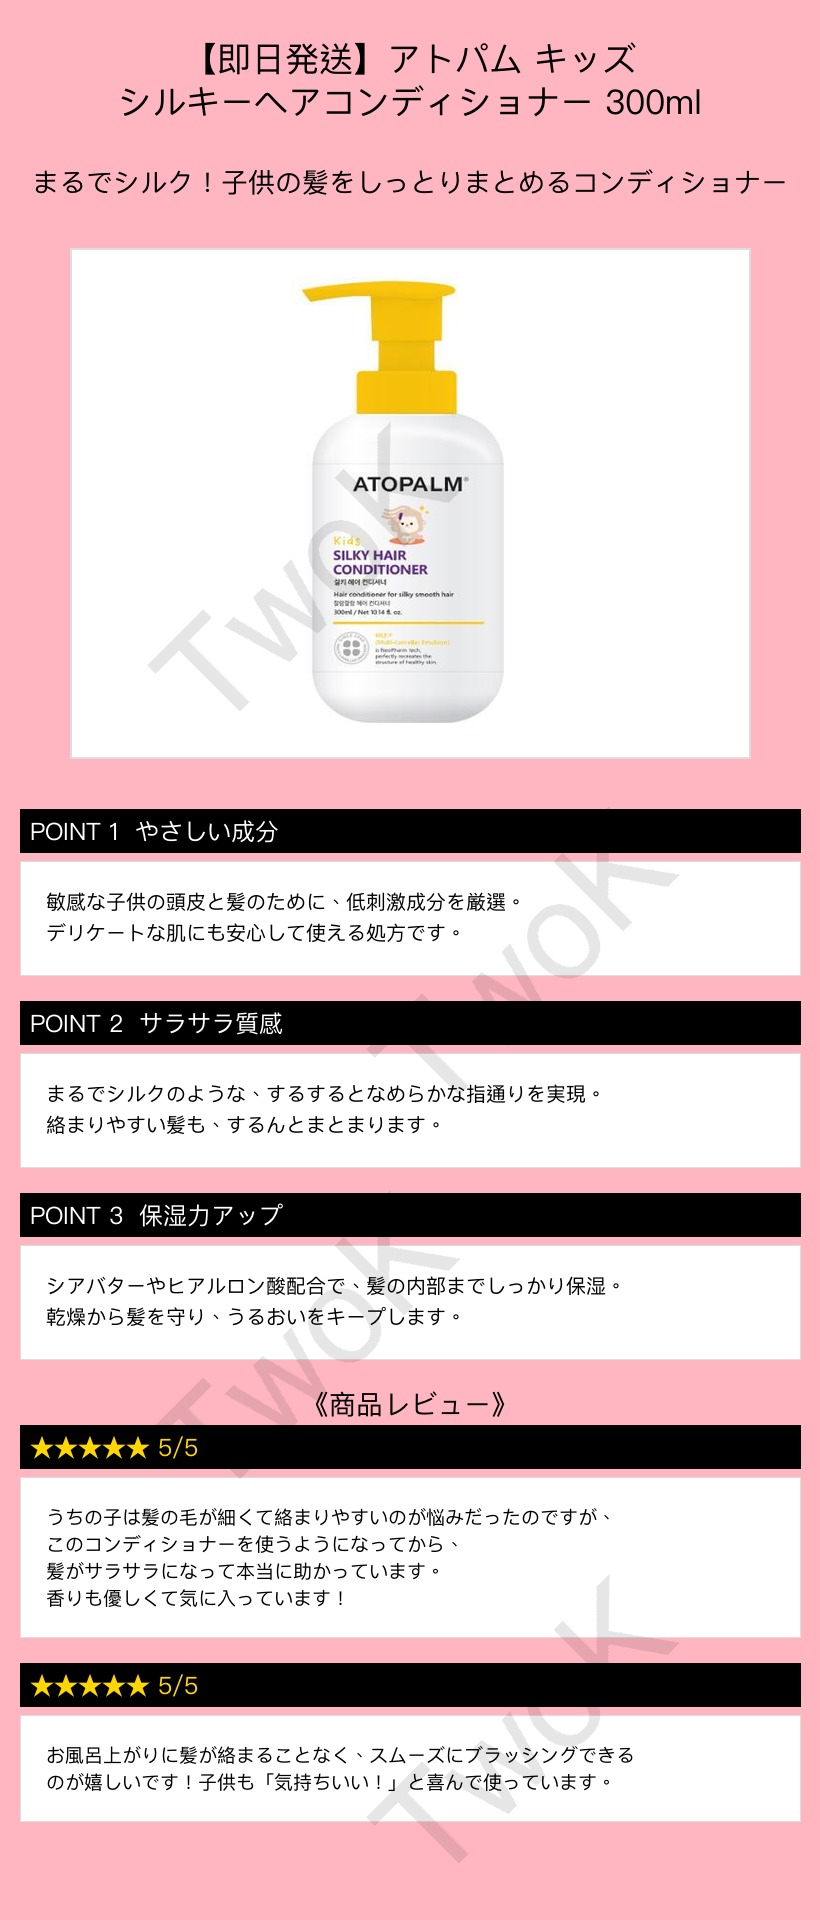 【即日発送】アトパム キッズ
シルキーヘアコンディショナー 300ml
まるでシルク！子供の髪をしっとりまとめるコンディショナー
ATOPALM
Kids
SILKY HAIR
CONDITIONER
실키 헤어 컨디셔너
Hair conditioner for silky smooth hair
찰랑찰랑 헤어 컨디셔너
300ml / Net 10.14 fl. oz.
(Multi-Lamellar Emulsion)
is NeoPharm tech,
perfectly recreates the
structure of healthy skin.
TwoK
POINT 1 やさしい成分
敏感な子供の頭皮と髪のために、低刺激成分を厳選。
デリケートな肌にも安心して使える処方です。
TwoK
POINT 2 サラサラ質感
まるでシルクのような、するするとなめらかな指通りを実現。
絡まりやすい髪も、するんとまとまります。
POINT 3 保湿力アップ
シアバターやヒアルロン酸配合で、髪の内部までしっかり保湿。
乾燥から髪を守り、うるおいをキープします。
TwoK
《商品レビュー》
★★★★★ 5/5
うちの子は髪の毛が細くて絡まりやすいのが悩みだったのですが、
このコンディショナーを使うようになってから、
髪がサラサラになって本当に助かっています。
香りも優しくて気に入っています！
★★★★★ 5/5
お風呂上がりに髪が絡まることなく、スムーズにブラッシングできる
のが嬉しいです！子供も「気持ちいい！」と喜んで使っています。
TwoK